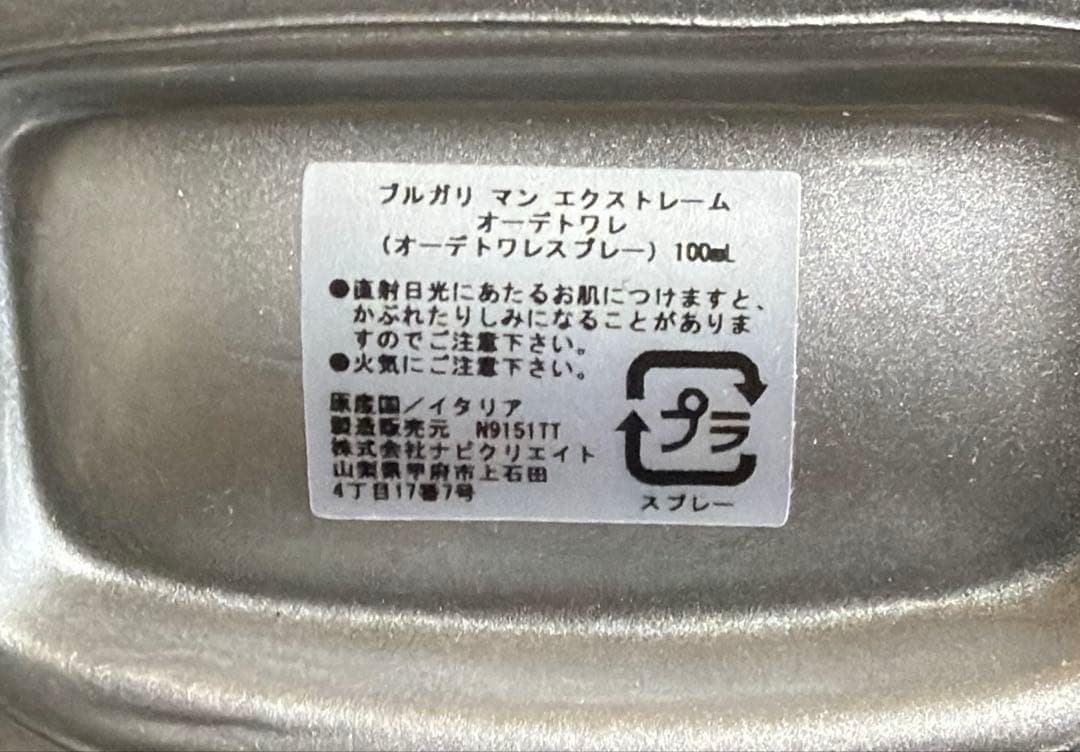 ブルガリ マン エクストレーム
オーデトワレ
（オーデトワレスプレー）100mL
●直射日光にあたるお肌につけますと、
かぶれたりしみになることがありま
すのでご注意下さい。
●火気にご注意下さい。
原産国／イタリア
製造販売元 N9151TT
株式会社ナビクリエイト
山梨県甲府市上石田
4丁目17番7号
プラ
スプレー